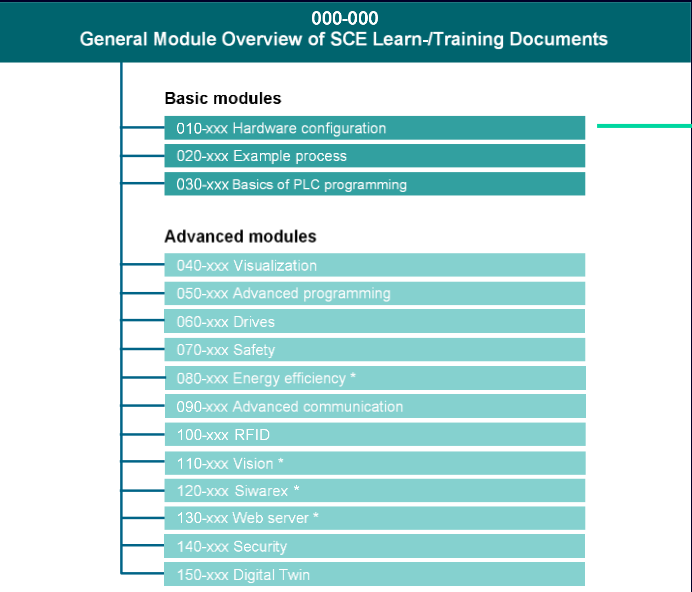 000-000
General Module Overview of SCE Learn-/Training Documents
Basic modules
010-xxx Hardware configuration
020-xxx Example process
030-xxx Basics of PLC programming
Advanced modules
040-xxx Visualization
050-xxx Advanced programming
060-xxx Drives
070-xxx Safety
080-xxx Energy efficiency *
090-xxx Advanced communication
100-xxx RFID
110-xxx Vision *
120-xxx Siwarex *
130-xxx Web server *
140-xxx Security
150-xxx Digital Twin